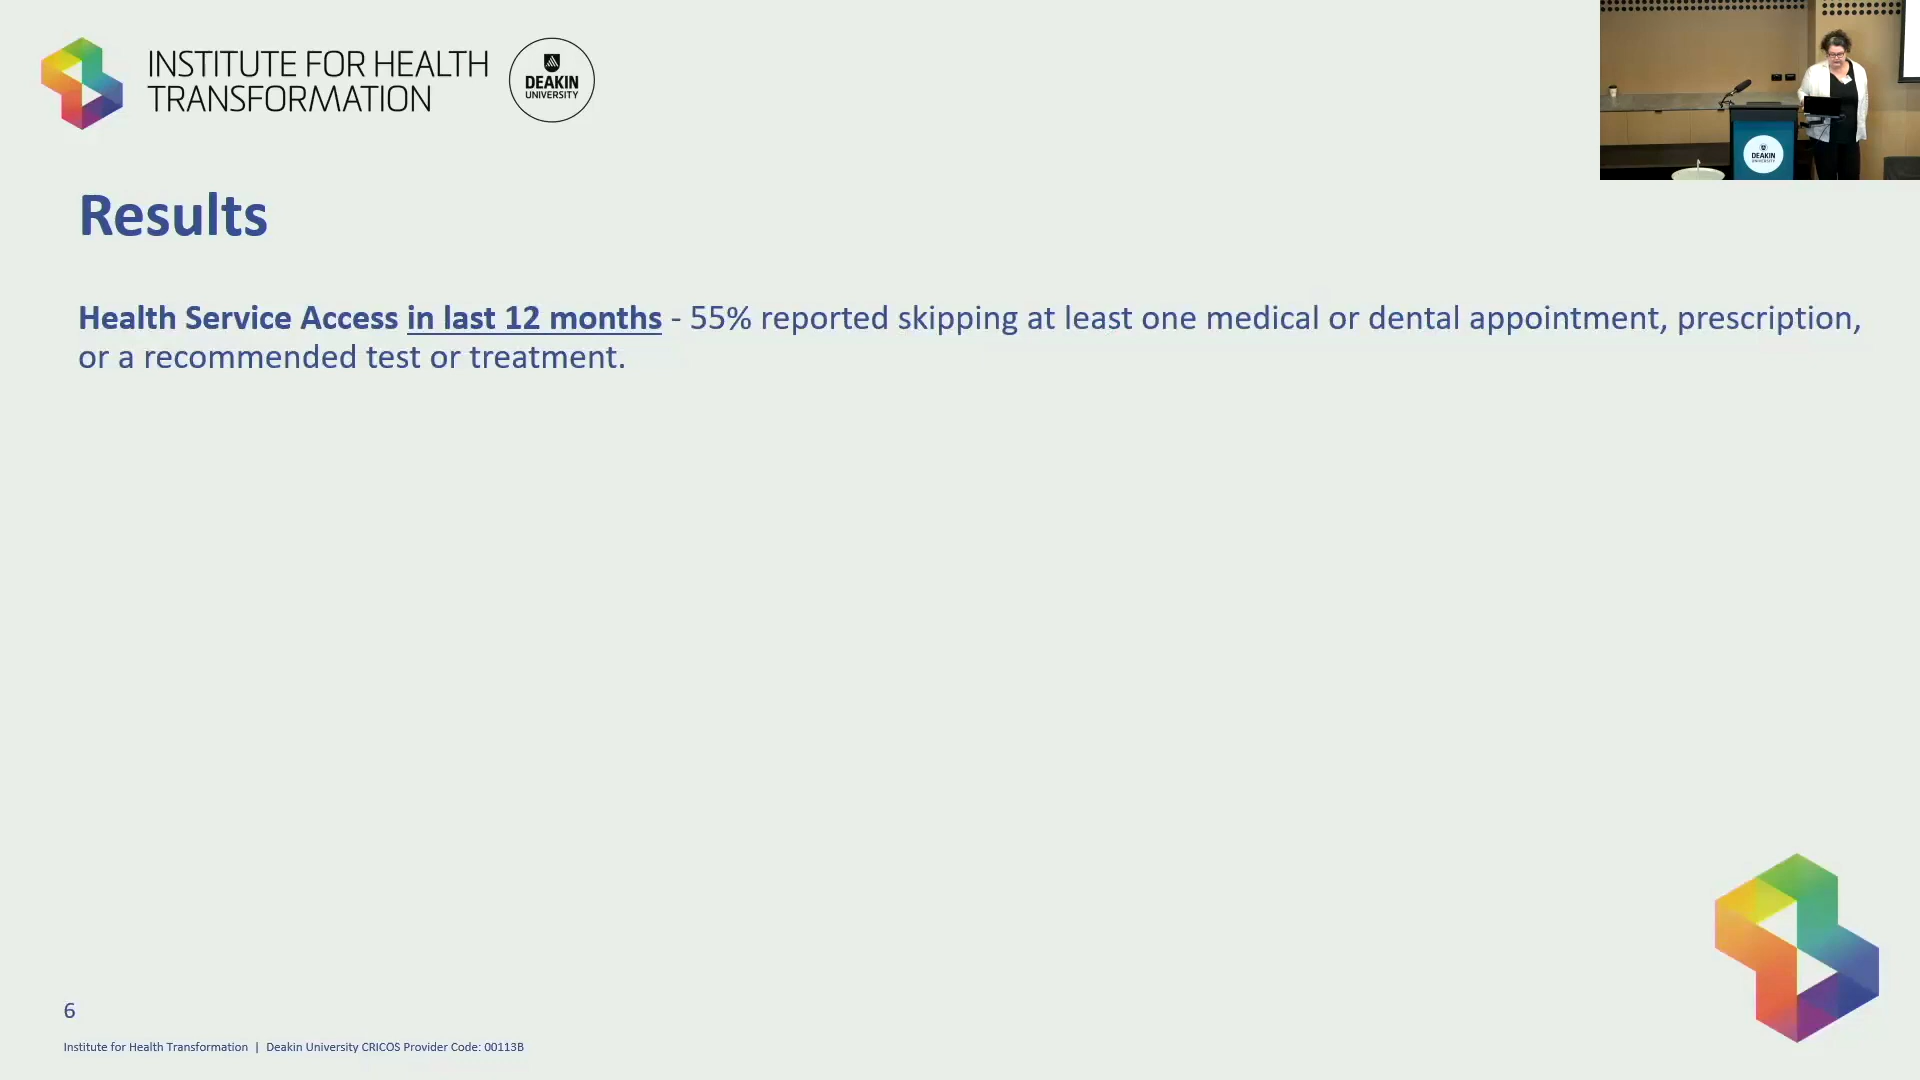 INSTITUTE FOR HEALTH
TRANSFORMATION
DEAKIN
UNIVERSITY
DEAKIN
UNIVERSITY
Results
Health Service Access in last 12 months - 55% reported skipping at least one medical or dental appointment, prescription,
or a recommended test or treatment.
6
Institute for Health Transformation | Deakin University CRICOS Provider Code: 00113B